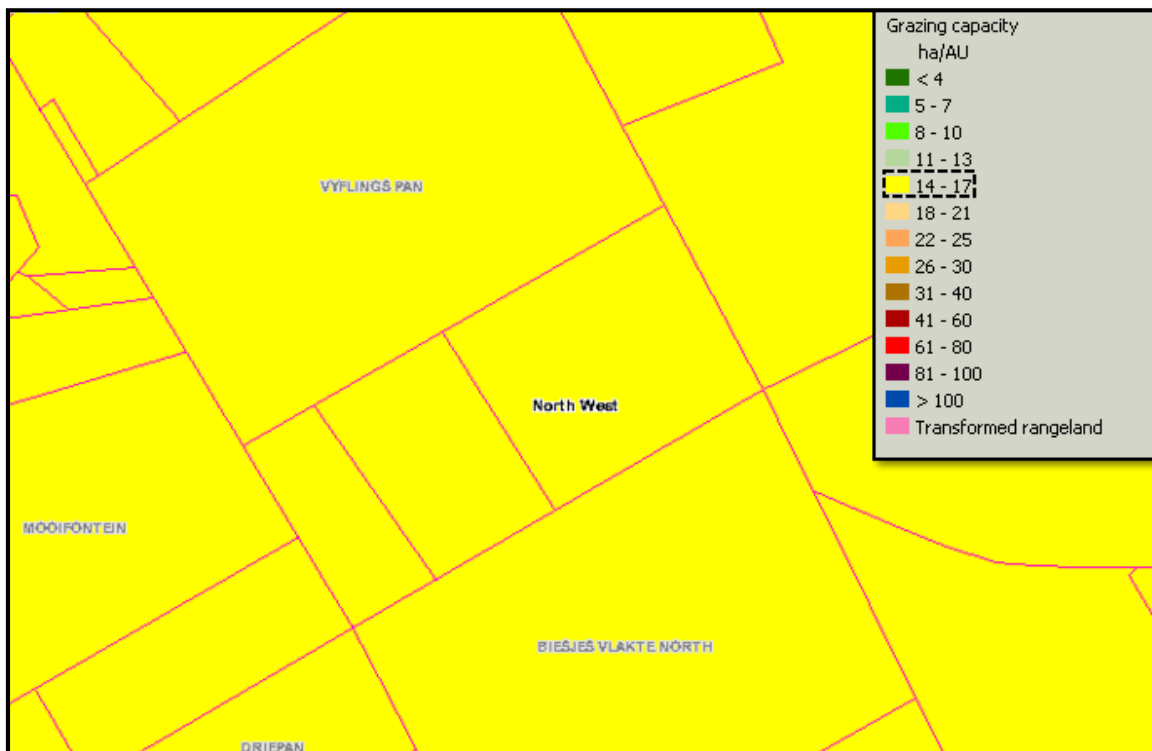 Grazing capacity
ha/AU
< 4
5 - 7
8 - 10
11 - 13
14 - 17
18 - 21
22 - 25
26 - 30
31 - 40
41 - 60
61 - 80
81 - 100
> 100
Transformed rangeland
VYFLINGS PAN
North West
MOOIFONTEIN
BIESJES VLAKTE NORTH
DRIEPAN